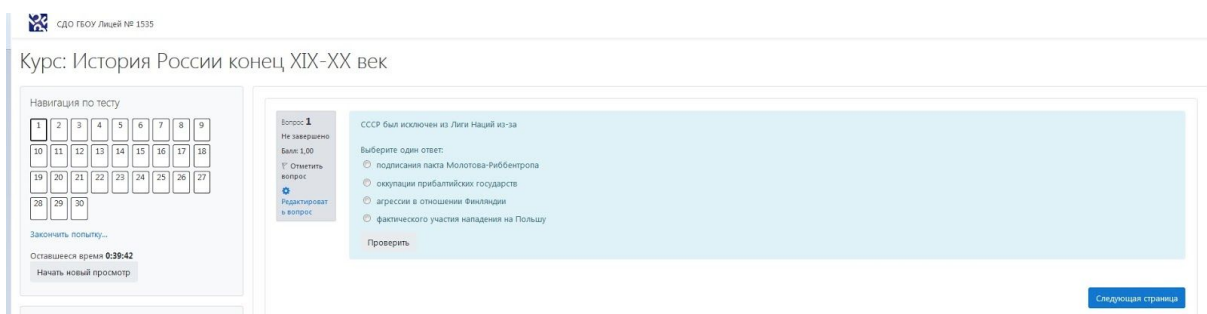 СДО ГБОУ Лицей № 1535
Курс: История России конец XIX-XX век
Навигация по тесту
1 2 3 4 5 6 7 8 9
10 11 12 13 14 15 16 17 18
19 20 21 22 23 24 25 26 27
28 29 30
Закончить попытку...
Оставшееся время 0:39:42
Начать новый просмотр
Вопрос 1
Не завершено
Балл: 1,00
Отметить
вопрос
Редактироват
ь вопрос
СССР был исключен из Лиги Наций из-за
Выберите один ответ:
подписания пакта Молотова-Риббентропа
оккупации прибалтийских государств
агрессии в отношении Финляндии
фактического участия нападения на Польшу
Проверить
Следующая страница